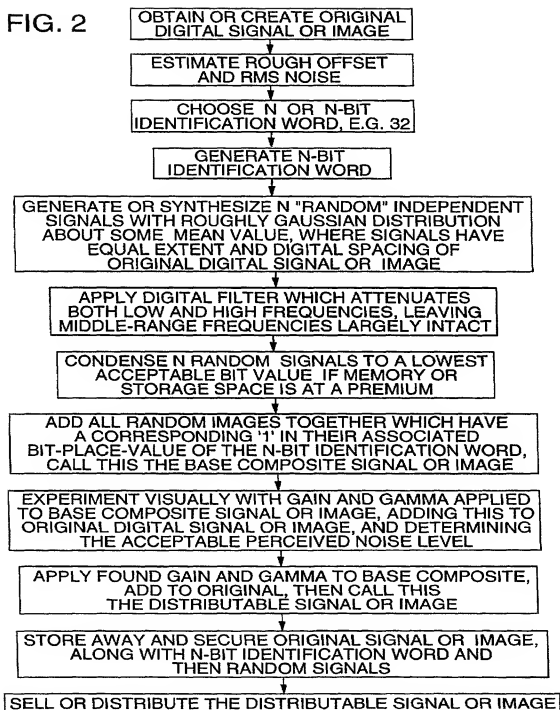 FIG. 2
OBTAIN OR CREATE ORIGINAL
DIGITAL SIGNAL OR IMAGE
ESTIMATE ROUGH OFFSET
AND RMS NOISE
CHOOSE N OR N-BIT
IDENTIFICATION WORD, E.G. 32
GENERATE N-BIT
IDENTIFICATION WORD
GENERATE OR SYNTHESIZE N "RANDOM" INDEPENDENT
SIGNALS WITH ROUGHLY GAUSSIAN DISTRIBUTION
ABOUT SOME MEAN VALUE, WHERE SIGNALS HAVE
EQUAL EXTENT AND DIGITAL SPACING OF
ORIGINAL DIGITAL SIGNAL OR IMAGE
APPLY DIGITAL FILTER WHICH ATTENUATES
BOTH LOW AND HIGH FREQUENCIES, LEAVING
MIDDLE-RANGE FREQUENCIES LARGELY INTACT
CONDENSE N RANDOM SIGNALS TO A LOWEST
ACCEPTABLE BIT VALUE IF MEMORY OR
STORAGE SPACE IS AT A PREMIUM
ADD ALL RANDOM IMAGES TOGETHER WHICH HAVE
A CORRESPONDING '1' IN THEIR ASSOCIATED
BIT-PLACE-VALUE OF THE N-BIT IDENTIFICATION WORD,
CALL THIS THE BASE COMPOSITE SIGNAL OR IMAGE
EXPERIMENT VISUALLY WITH GAIN AND GAMMA APPLIED
TO BASE COMPOSITE SIGNAL OR IMAGE, ADDING THIS TO
ORIGINAL DIGITAL SIGNAL OR IMAGE, AND DETERMINING
THE ACCEPTABLE PERCEIVED NOISE LEVEL
APPLY FOUND GAIN AND GAMMA TO BASE COMPOSITE,
ADD TO ORIGINAL, THEN CALL THIS
THE DISTRIBUTABLE SIGNAL OR IMAGE
STORE AWAY AND SECURE ORIGINAL SIGNAL OR IMAGE,
ALONG WITH N-BIT IDENTIFICATION WORD AND
THEN RANDOM SIGNALS
SELL OR DISTRIBUTE THE DISTRIBUTABLE SIGNAL OR IMAGE